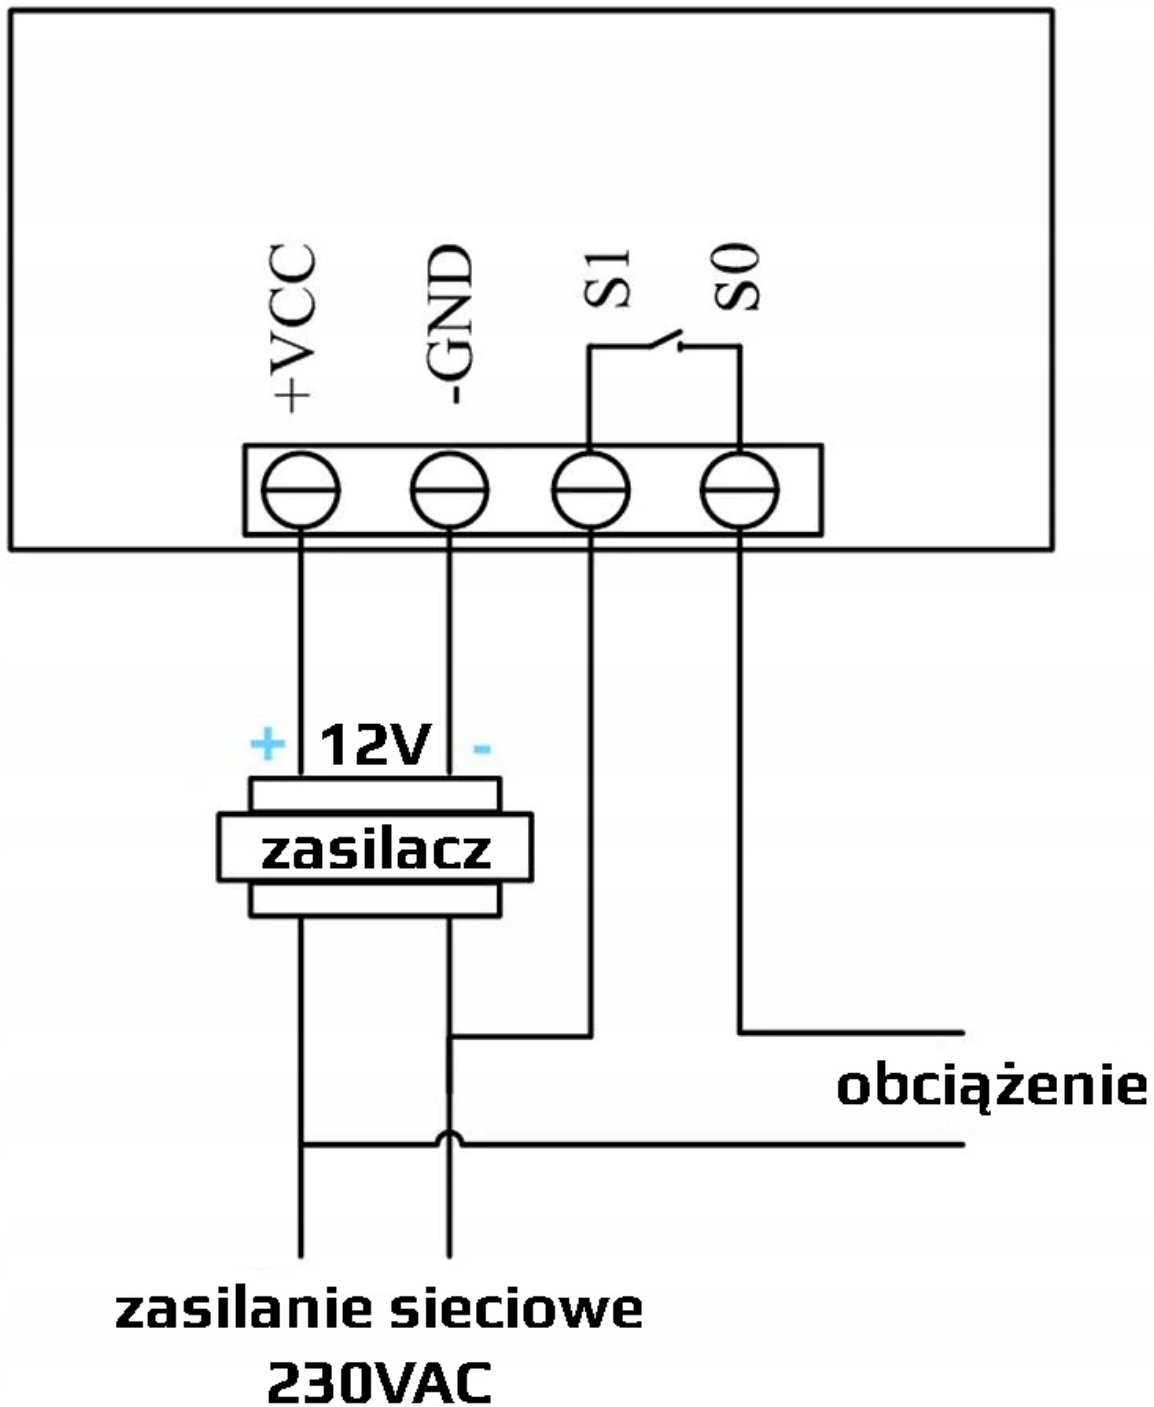 +VCC
-GND
S1
S0
+ 12V -
zasilacz
obciążenie
zasilanie sieciowe
230VAC